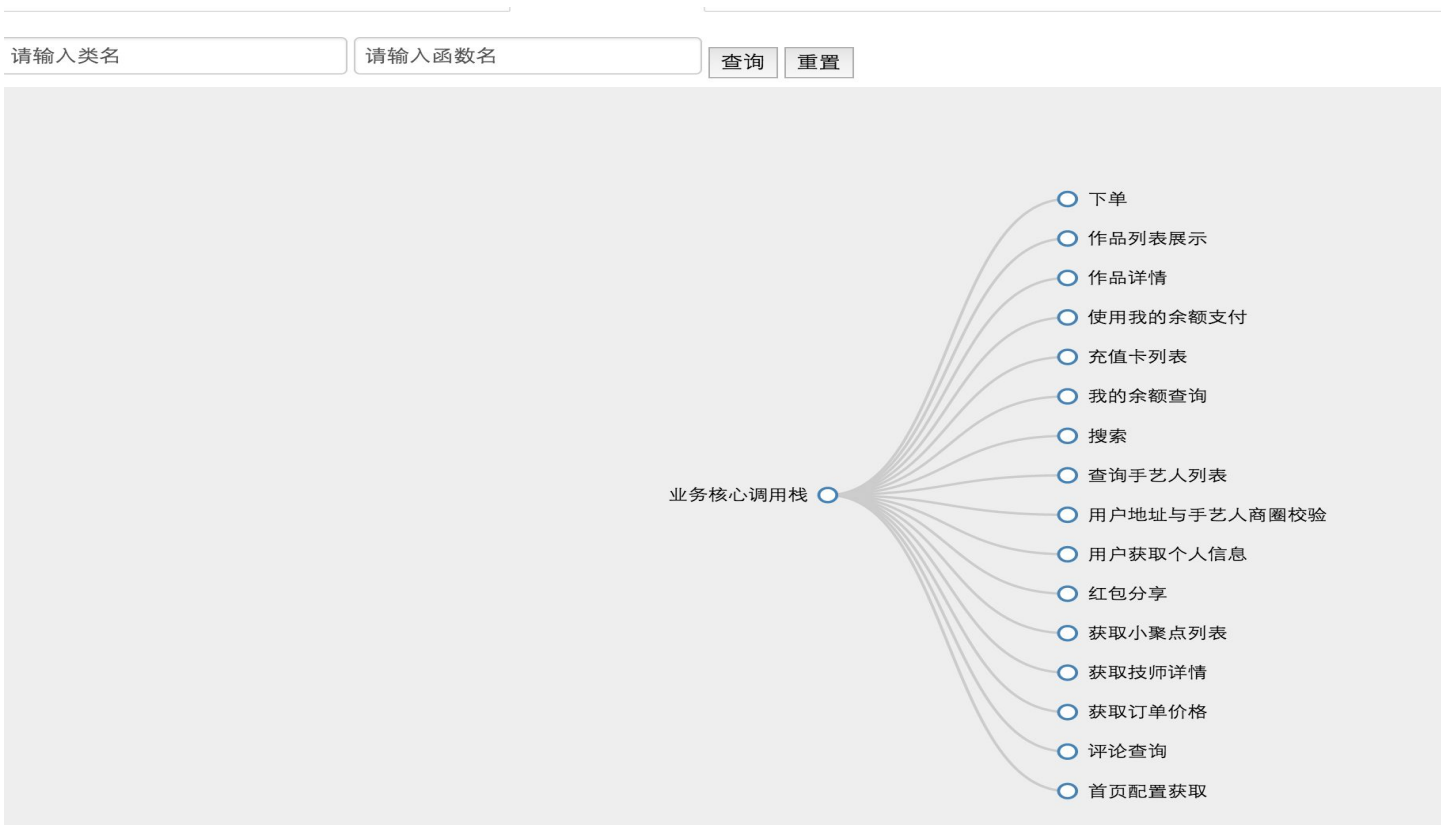 请输入类名 请输入函数名 查询 重置
下单
作品列表展示
作品详情
使用我的余额支付
充值卡列表
我的余额查询
搜索
查询手艺人列表
业务核心调用栈
用户地址与手艺人商圈校验
用户获取个人信息
红包分享
获取小聚点列表
获取技师详情
获取订单价格
评论查询
首页配置获取